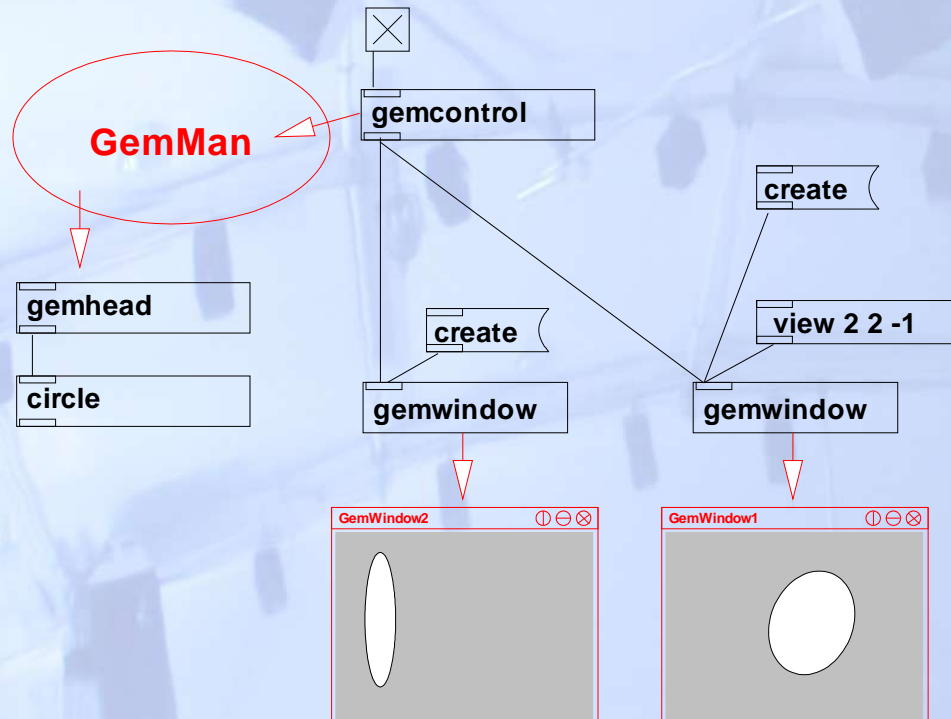 gemcontrol
GemMan
create
gemhead
create
view 2 2 -1
circle
gemwindow
gemwindow
GemWindow2
GemWindow1